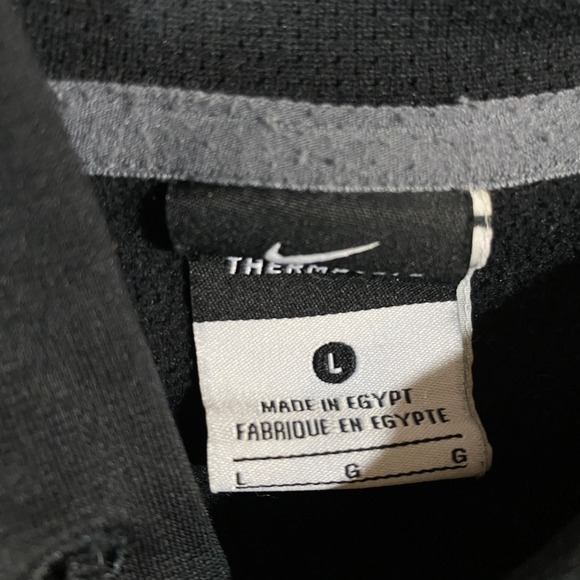 L
MADE IN EGYPT
FABRIQUE EN EGYPTE
L G G